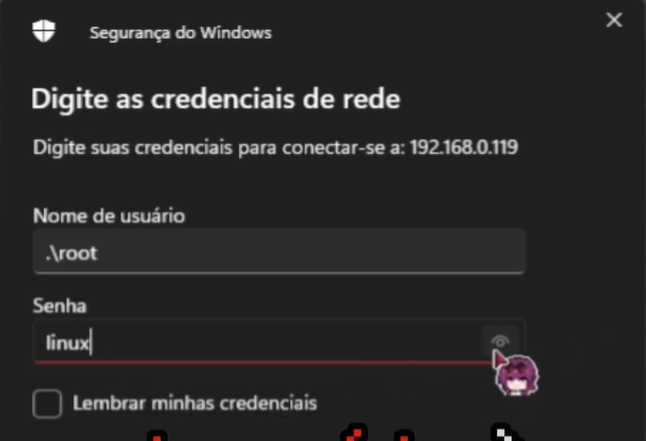 Segurança do Windows
Digite as credenciais de rede
Digite suas credenciais para conectar-se a: 192.168.0.119
Nome de usuário
.\root
Senha
linux
Lembrar minhas credenciais